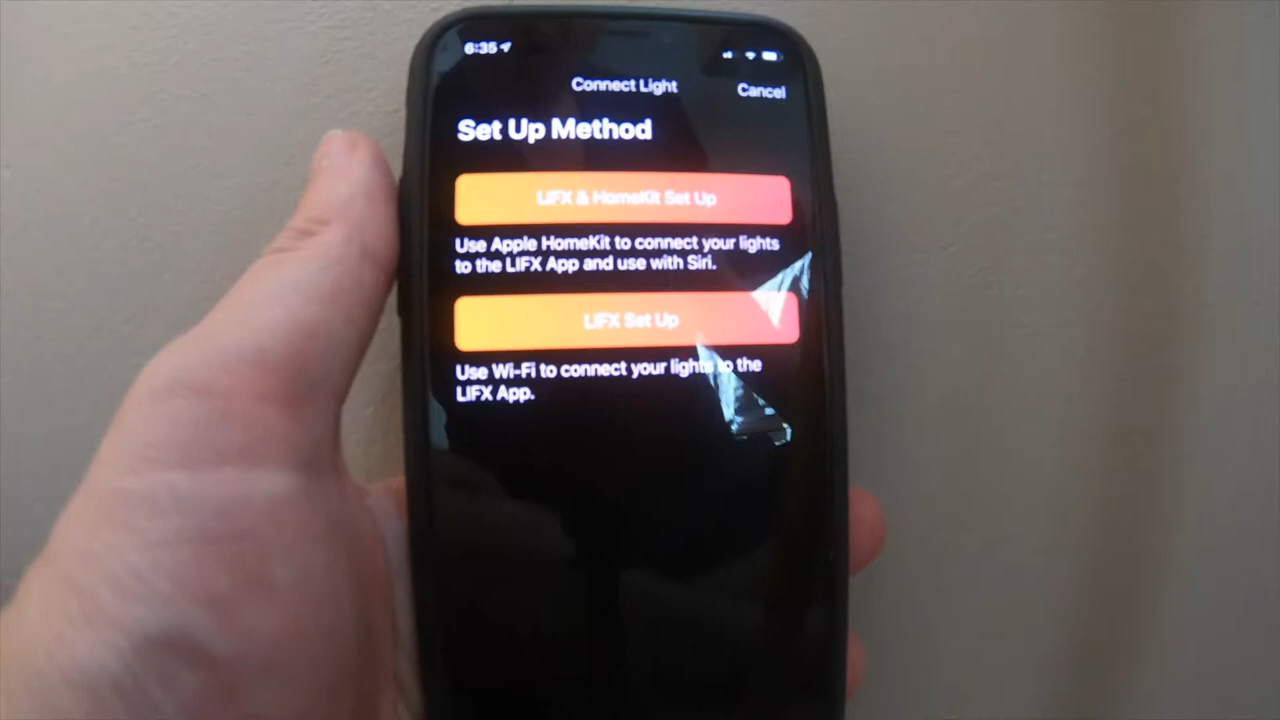 6:35
Connect Light
Cancel
Set Up Method
LIFX & HomeKit Set Up
Use Apple HomeKit to connect your lights
to the LIFX App and use with Siri.
LIFX Set Up
Use Wi-Fi to connect your lights to the
LIFX App.